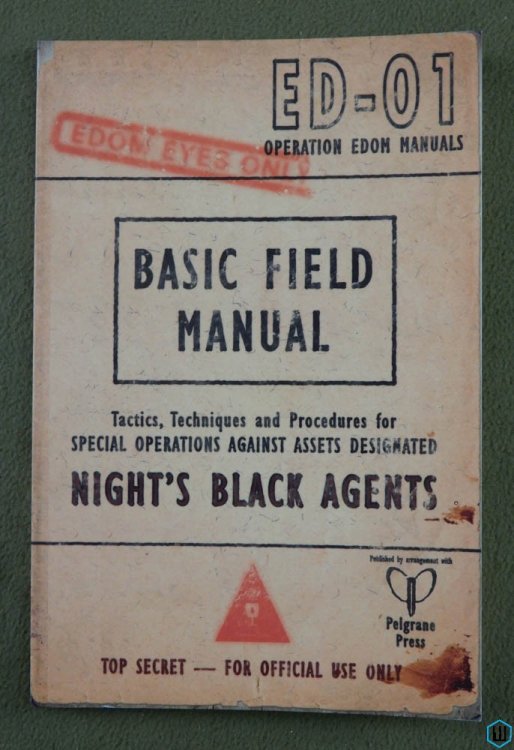 ED-01
OPERATION EDOM MANUALS
EDOM EYES ONLY
BASIC FIELD
MANUAL
Tactics, Techniques and Procedures for
SPECIAL OPERATIONS AGAINST ASSETS DESIGNATED
NIGHT'S BLACK AGENTS
Published by arrangement with
Pelgrane
Press
TOP SECRET — FOR OFFICIAL USE ONLY